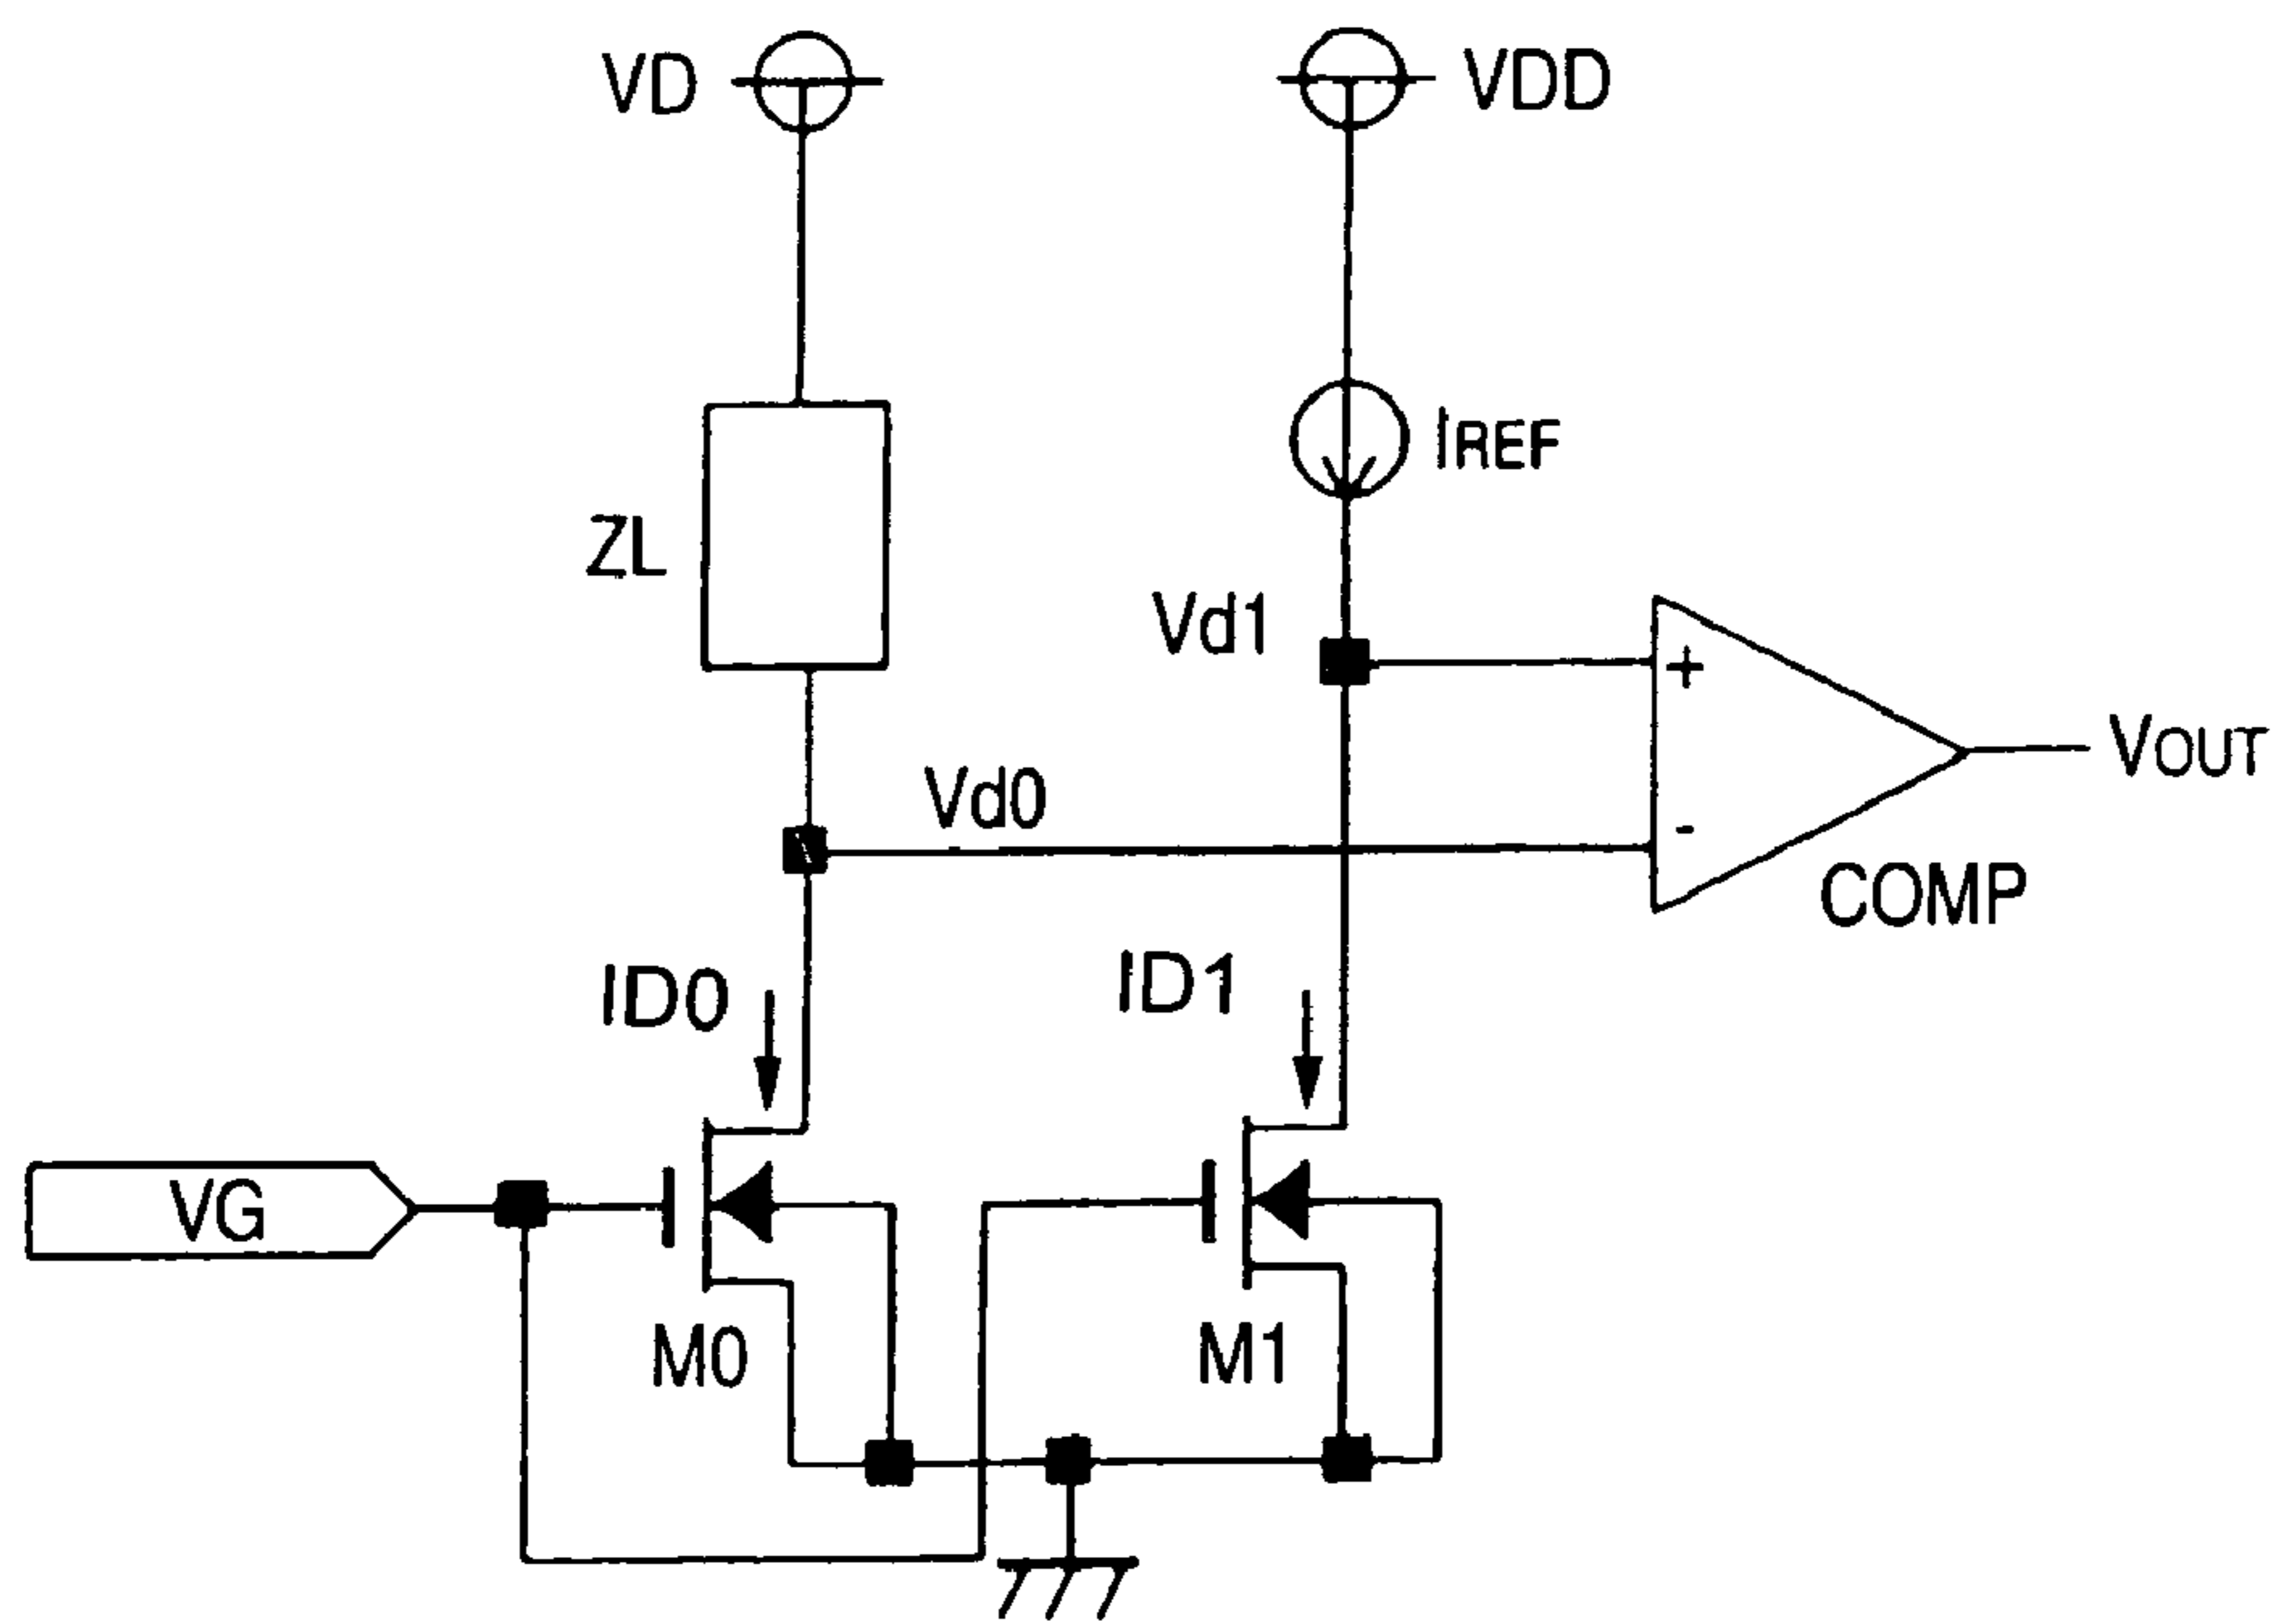 VD
VDD
IREF
ZL
Vd1
+
VOUT
Vd0
-
COMP
ID0
ID1
VG
M0
M1